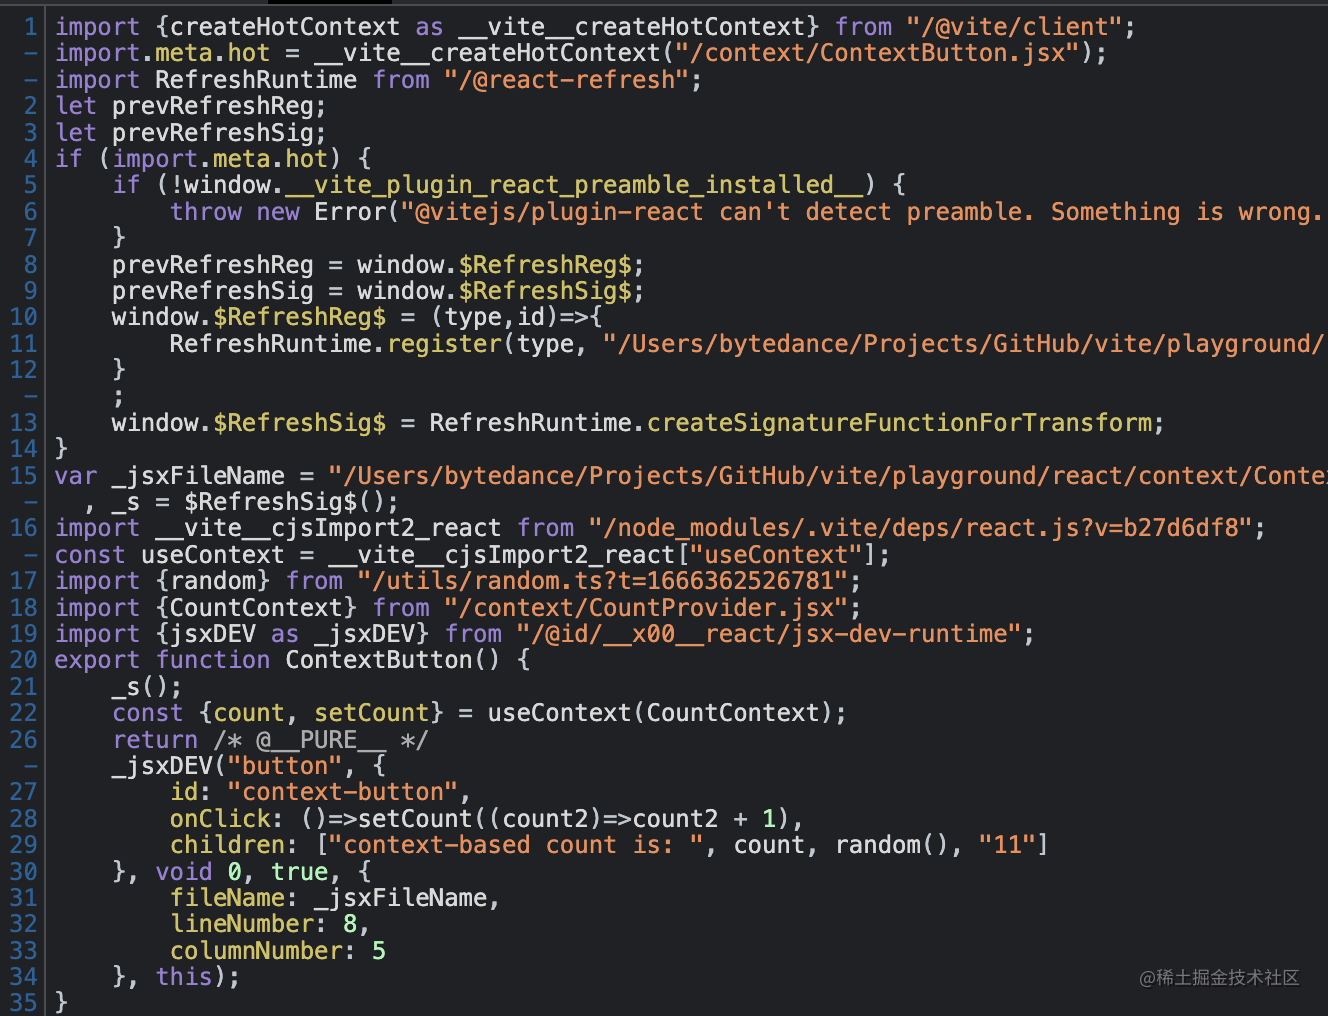 1 import {createHotContext as __vite__createHotContext} from "/@vite/client";
- import.meta.hot = __vite__createHotContext("/context/ContextButton.jsx");
- import RefreshRuntime from "/@react-refresh";
2 let prevRefreshReg;
3 let prevRefreshSig;
4 if (import.meta.hot) {
5     if (!window.__vite_plugin_react_preamble_installed__) {
6         throw new Error("@vitejs/plugin-react can't detect preamble. Something is wrong.
7     }
8     prevRefreshReg = window.$RefreshReg$;
9     prevRefreshSig = window.$RefreshSig$;
10     window.$RefreshReg$ = (type,id)=>{
11         RefreshRuntime.register(type, "/Users/bytedance/Projects/GitHub/vite/playground/
12     }
-     ;
13     window.$RefreshSig$ = RefreshRuntime.createSignatureFunctionForTransform;
14 }
15 var _jsxFileName = "/Users/bytedance/Projects/GitHub/vite/playground/react/context/Conte
-   , _s = $RefreshSig$();
16 import __vite__cjsImport2_react from "/node_modules/.vite/deps/react.js?v=b27d6df8";
- const useContext = __vite__cjsImport2_react["useContext"];
17 import {random} from "/utils/random.ts?t=1666362526781";
18 import {CountContext} from "/context/CountProvider.jsx";
19 import {jsxDEV as _jsxDEV} from "/@id/__x00__react/jsx-dev-runtime";
20 export function ContextButton() {
21     _s();
22     const {count, setCount} = useContext(CountContext);
26     return /* @__PURE__ */
-     _jsxDEV("button", {
27         id: "context-button",
28         onClick: ()=>setCount((count2)=>count2 + 1),
29         children: ["context-based count is: ", count, random(), "11"]
30     }, void 0, true, {
31         fileName: _jsxFileName,
32         lineNumber: 8,
33         columnNumber: 5
34     }, this);
35 }
@稀土掘金技术社区